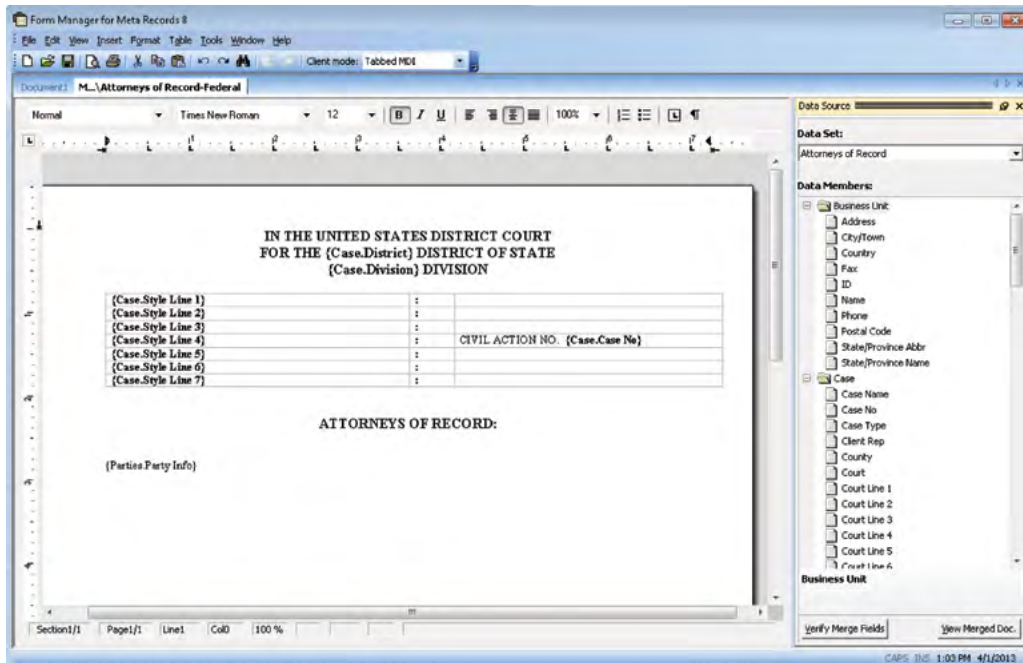 Form Manager for Meta Records 8
File Edit View Insert Format Table Tools Window Help
Client mode: Tabbed MDI
Document1 M...\Attorneys of Record-Federal
Normal Times New Roman 12 B I U 100%
Data Source
Data Set:
Attorneys of Record
Data Members:
Business Unit
Address
City/Town
Country
Fax
ID
Name
Phone
Postal Code
State/Province Abbr
State/Province Name
Case
Case Name
Case No
Case Type
Client Rep
County
Court
Court Line 1
Court Line 2
Court Line 3
Court Line 4
Court Line 5
Court Line 6
Business Unit
Verify Merge Fields View Merged Doc.
IN THE UNITED STATES DISTRICT COURT
FOR THE {Case.District} DISTRICT OF STATE
{Case.Division} DIVISION
{Case.Style Line 1} :
{Case.Style Line 2} :
{Case.Style Line 3} :
{Case.Style Line 4} : CIVIL ACTION NO. {Case.Case No}
{Case.Style Line 5} :
{Case.Style Line 6} :
{Case.Style Line 7} :
ATTORNEYS OF RECORD:
{Parties.Party Info}
Section1/1 Page1/1 Line1 Col0 100 %
CAPS INS 1:03 PM 4/1/2013